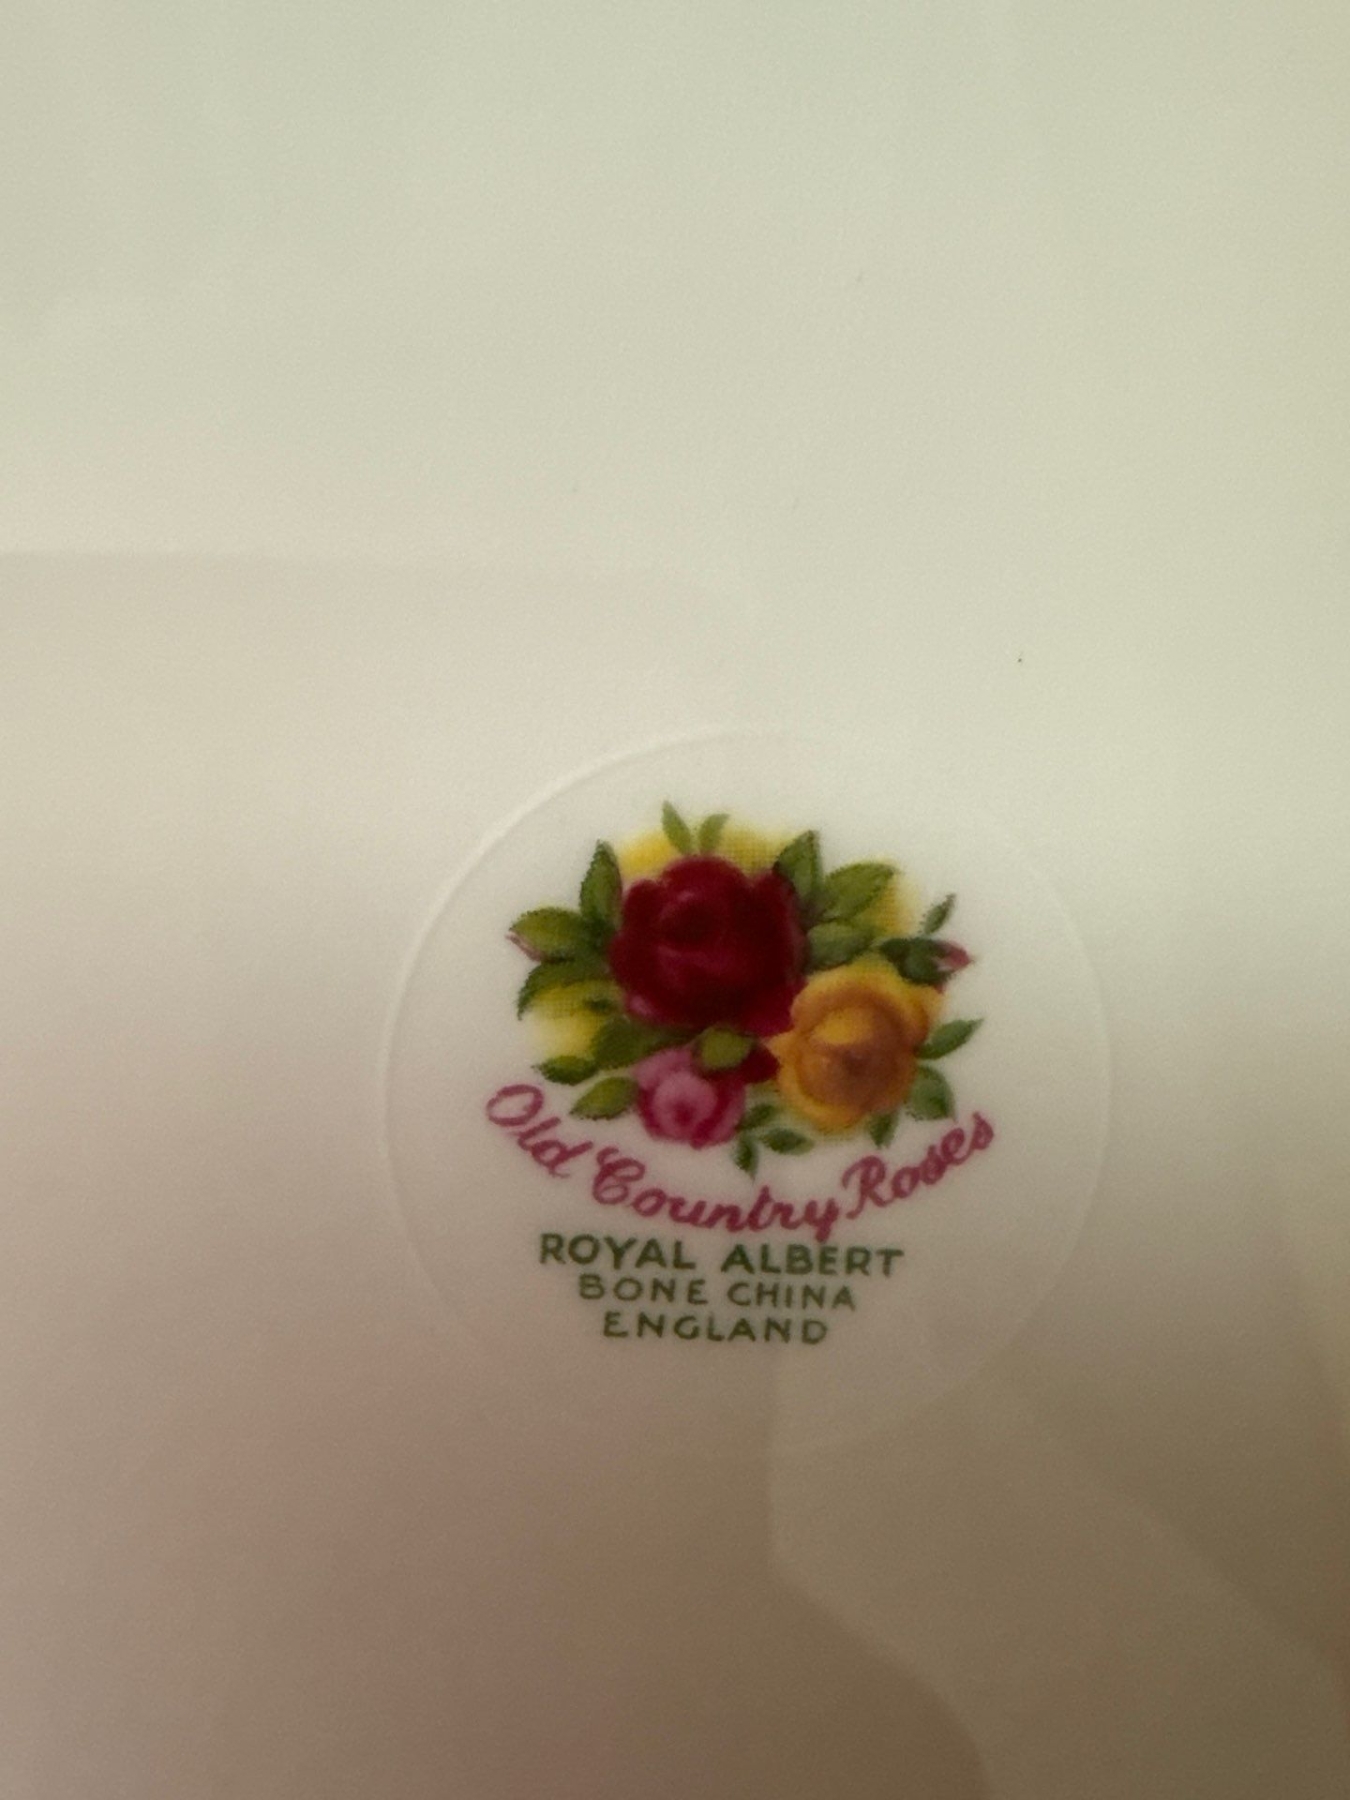 Old Country Roses
ROYAL ALBERT
BONE CHINA
ENGLAND